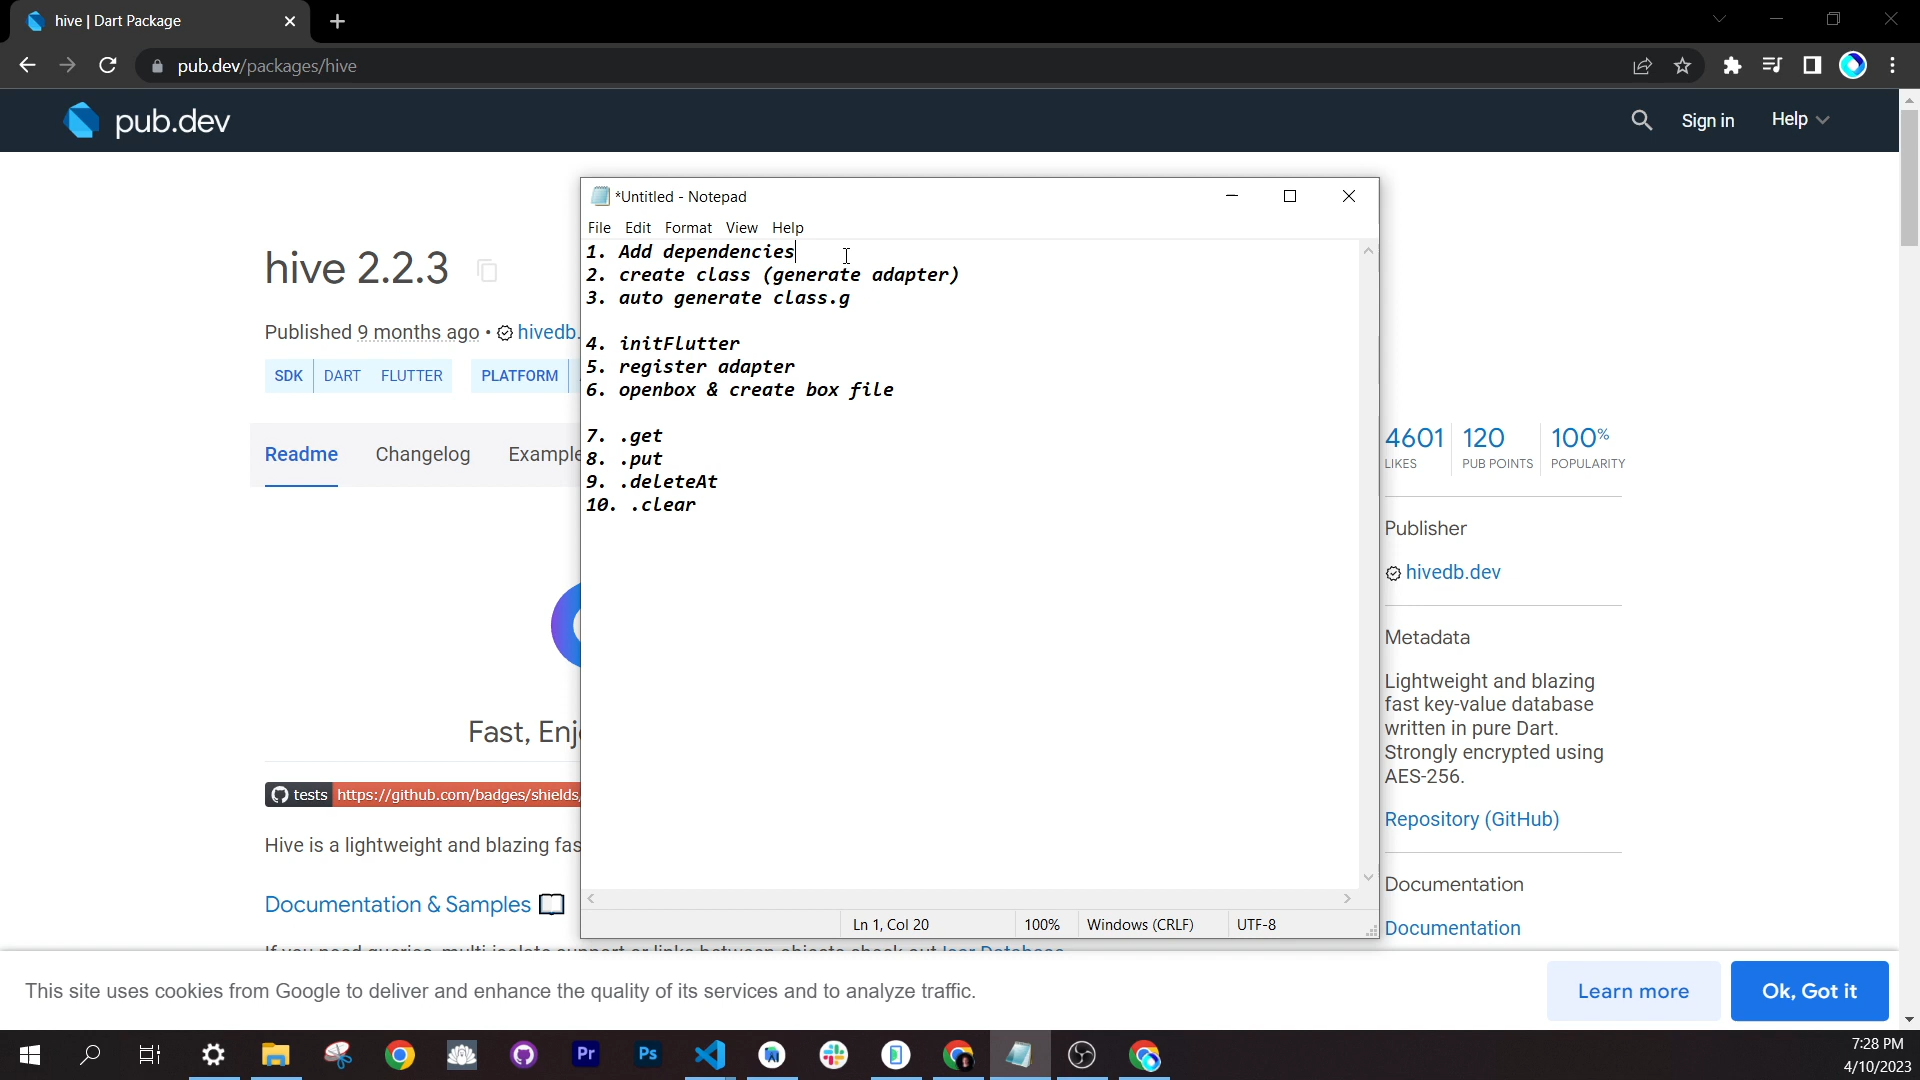 hive | Dart Package
pub.dev/packages/hive
pub.dev
Sign in
Help
*Untitled - Notepad
File Edit Format View Help
1. Add dependencies
2. create class (generate adapter)
3. auto generate class.g
4. initFlutter
5. register adapter
6. openbox & create box file
7. .get
8. .put
9. .deleteAt
10. .clear
Ln 1, Col 20
100%
Windows (CRLF)
UTF-8
hive 2.2.3
Published 9 months ago • hivedb.
SDK DART FLUTTER PLATFORM
Readme Changelog Example
Fast, Enj
tests https://github.com/badges/shields/
Hive is a lightweight and blazing fas
Documentation & Samples
4601 120 100%
LIKES PUB POINTS POPULARITY
Publisher
hivedb.dev
Metadata
Lightweight and blazing
fast key-value database
written in pure Dart.
Strongly encrypted using
AES-256.
Repository (GitHub)
Documentation
Documentation
This site uses cookies from Google to deliver and enhance the quality of its services and to analyze traffic.
Learn more
Ok, Got it
Pr
Ps
7:28 PM
4/10/2023